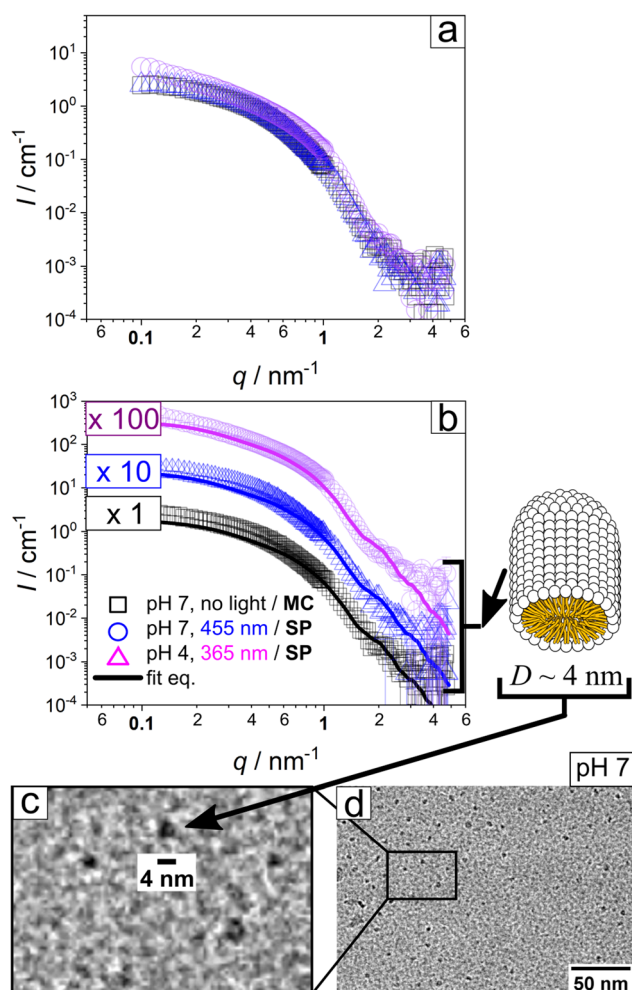 a
10¹
10⁰
10⁻¹
10⁻²
10⁻³
10⁻⁴
I / cm⁻¹
6 0.1 2 4 6 1 2 4 6
q / nm⁻¹
b
10³
10²
10¹
10⁰
10⁻¹
10⁻²
10⁻³
10⁻⁴
I / cm⁻¹
x 100
x 10
x 1
pH 7, no light / MC
pH 7, 455 nm / SP
pH 4, 365 nm / SP
fit eq.
6 0.1 2 4 6 1 2 4 6
q / nm⁻¹
D ~ 4 nm
pH 7
c
4 nm
d
50 nm